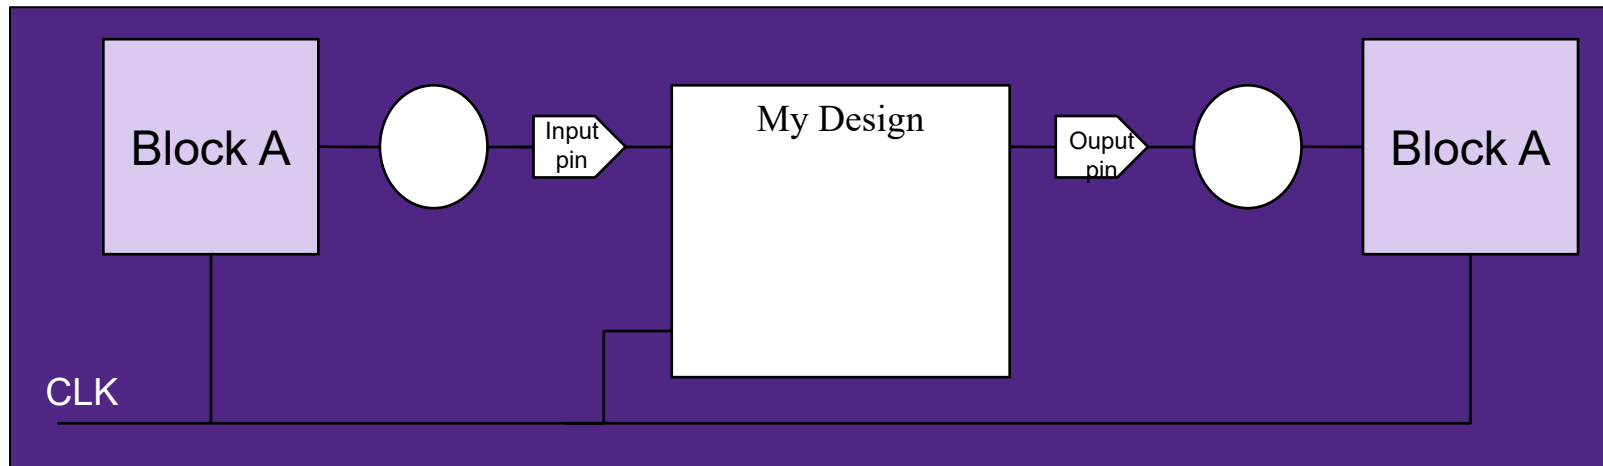 Block A
Input
pin
My Design
Ouput
pin
Block A
CLK